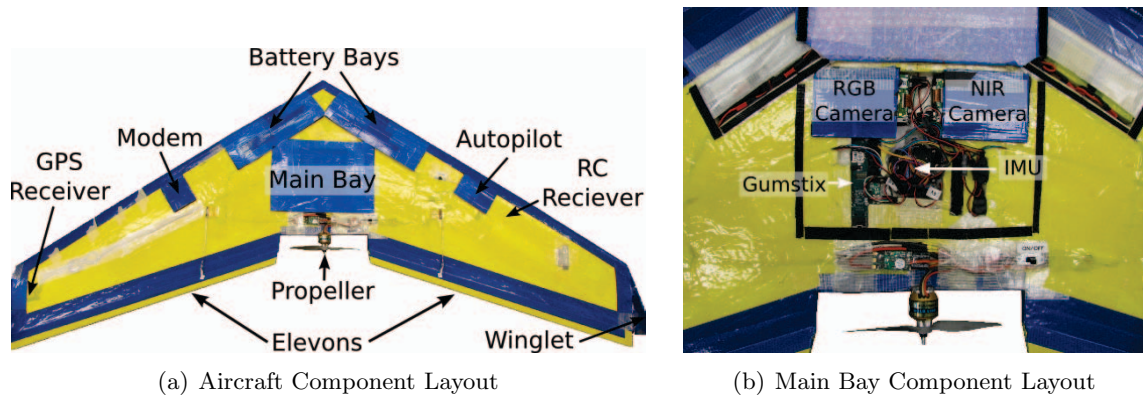 Battery Bays
Modem
Autopilot
GPS
Receiver
RC
Reciever
Main Bay
Propeller
Elevons
Winglet
(a) Aircraft Component Layout
RGB
Camera
NIR
Camera
Gumstix
IMU
ON/OFF
(b) Main Bay Component Layout